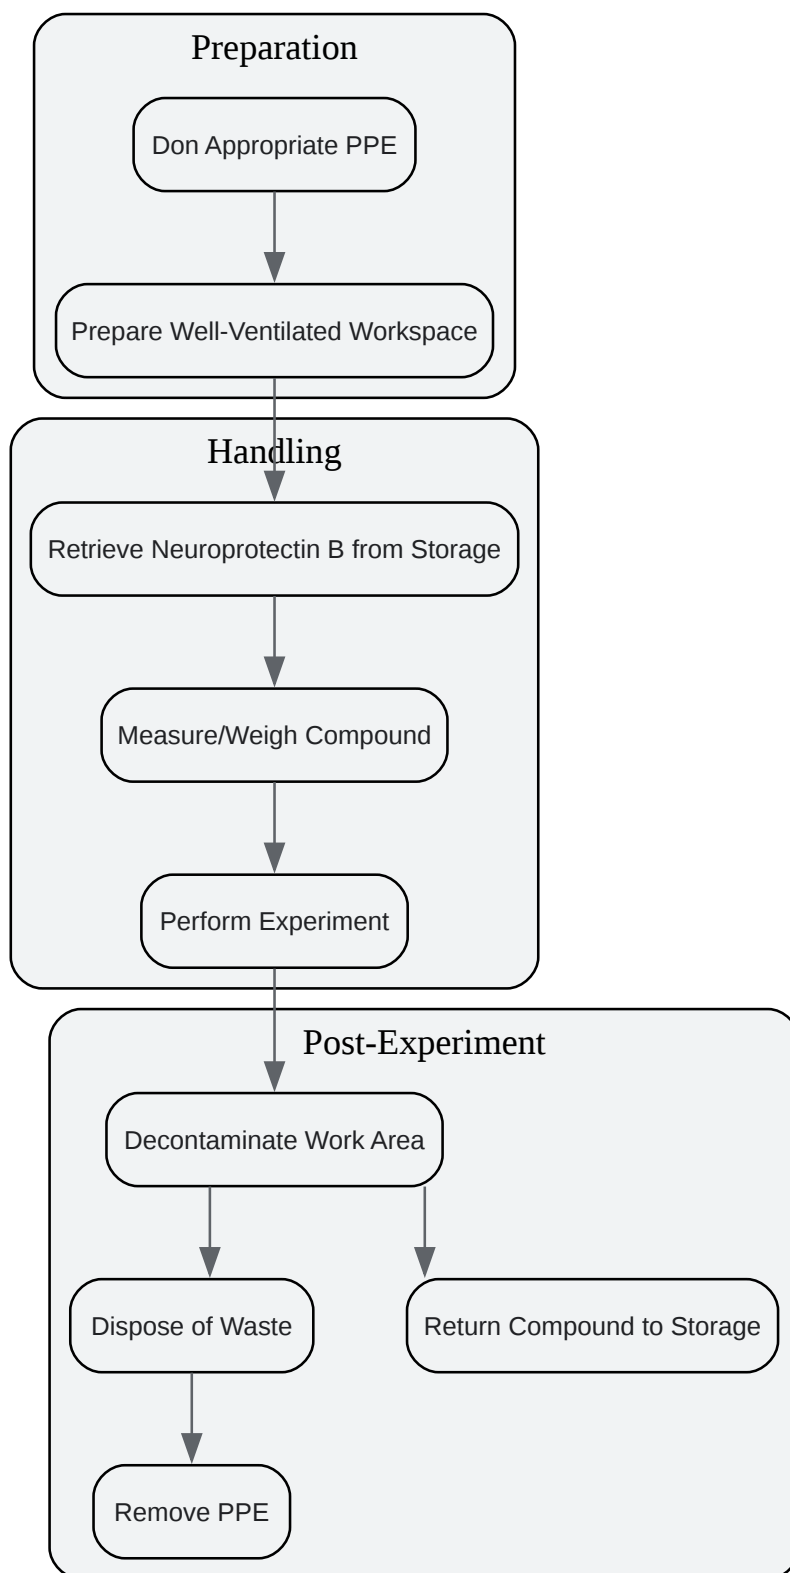 Preparation
Don Appropriate PPE
Prepare Well-Ventilated Workspace
Handling
Retrieve Neuroprotectin B from Storage
Measure/Weigh Compound
Perform Experiment
Post-Experiment
Decontaminate Work Area
Dispose of Waste
Return Compound to Storage
Remove PPE